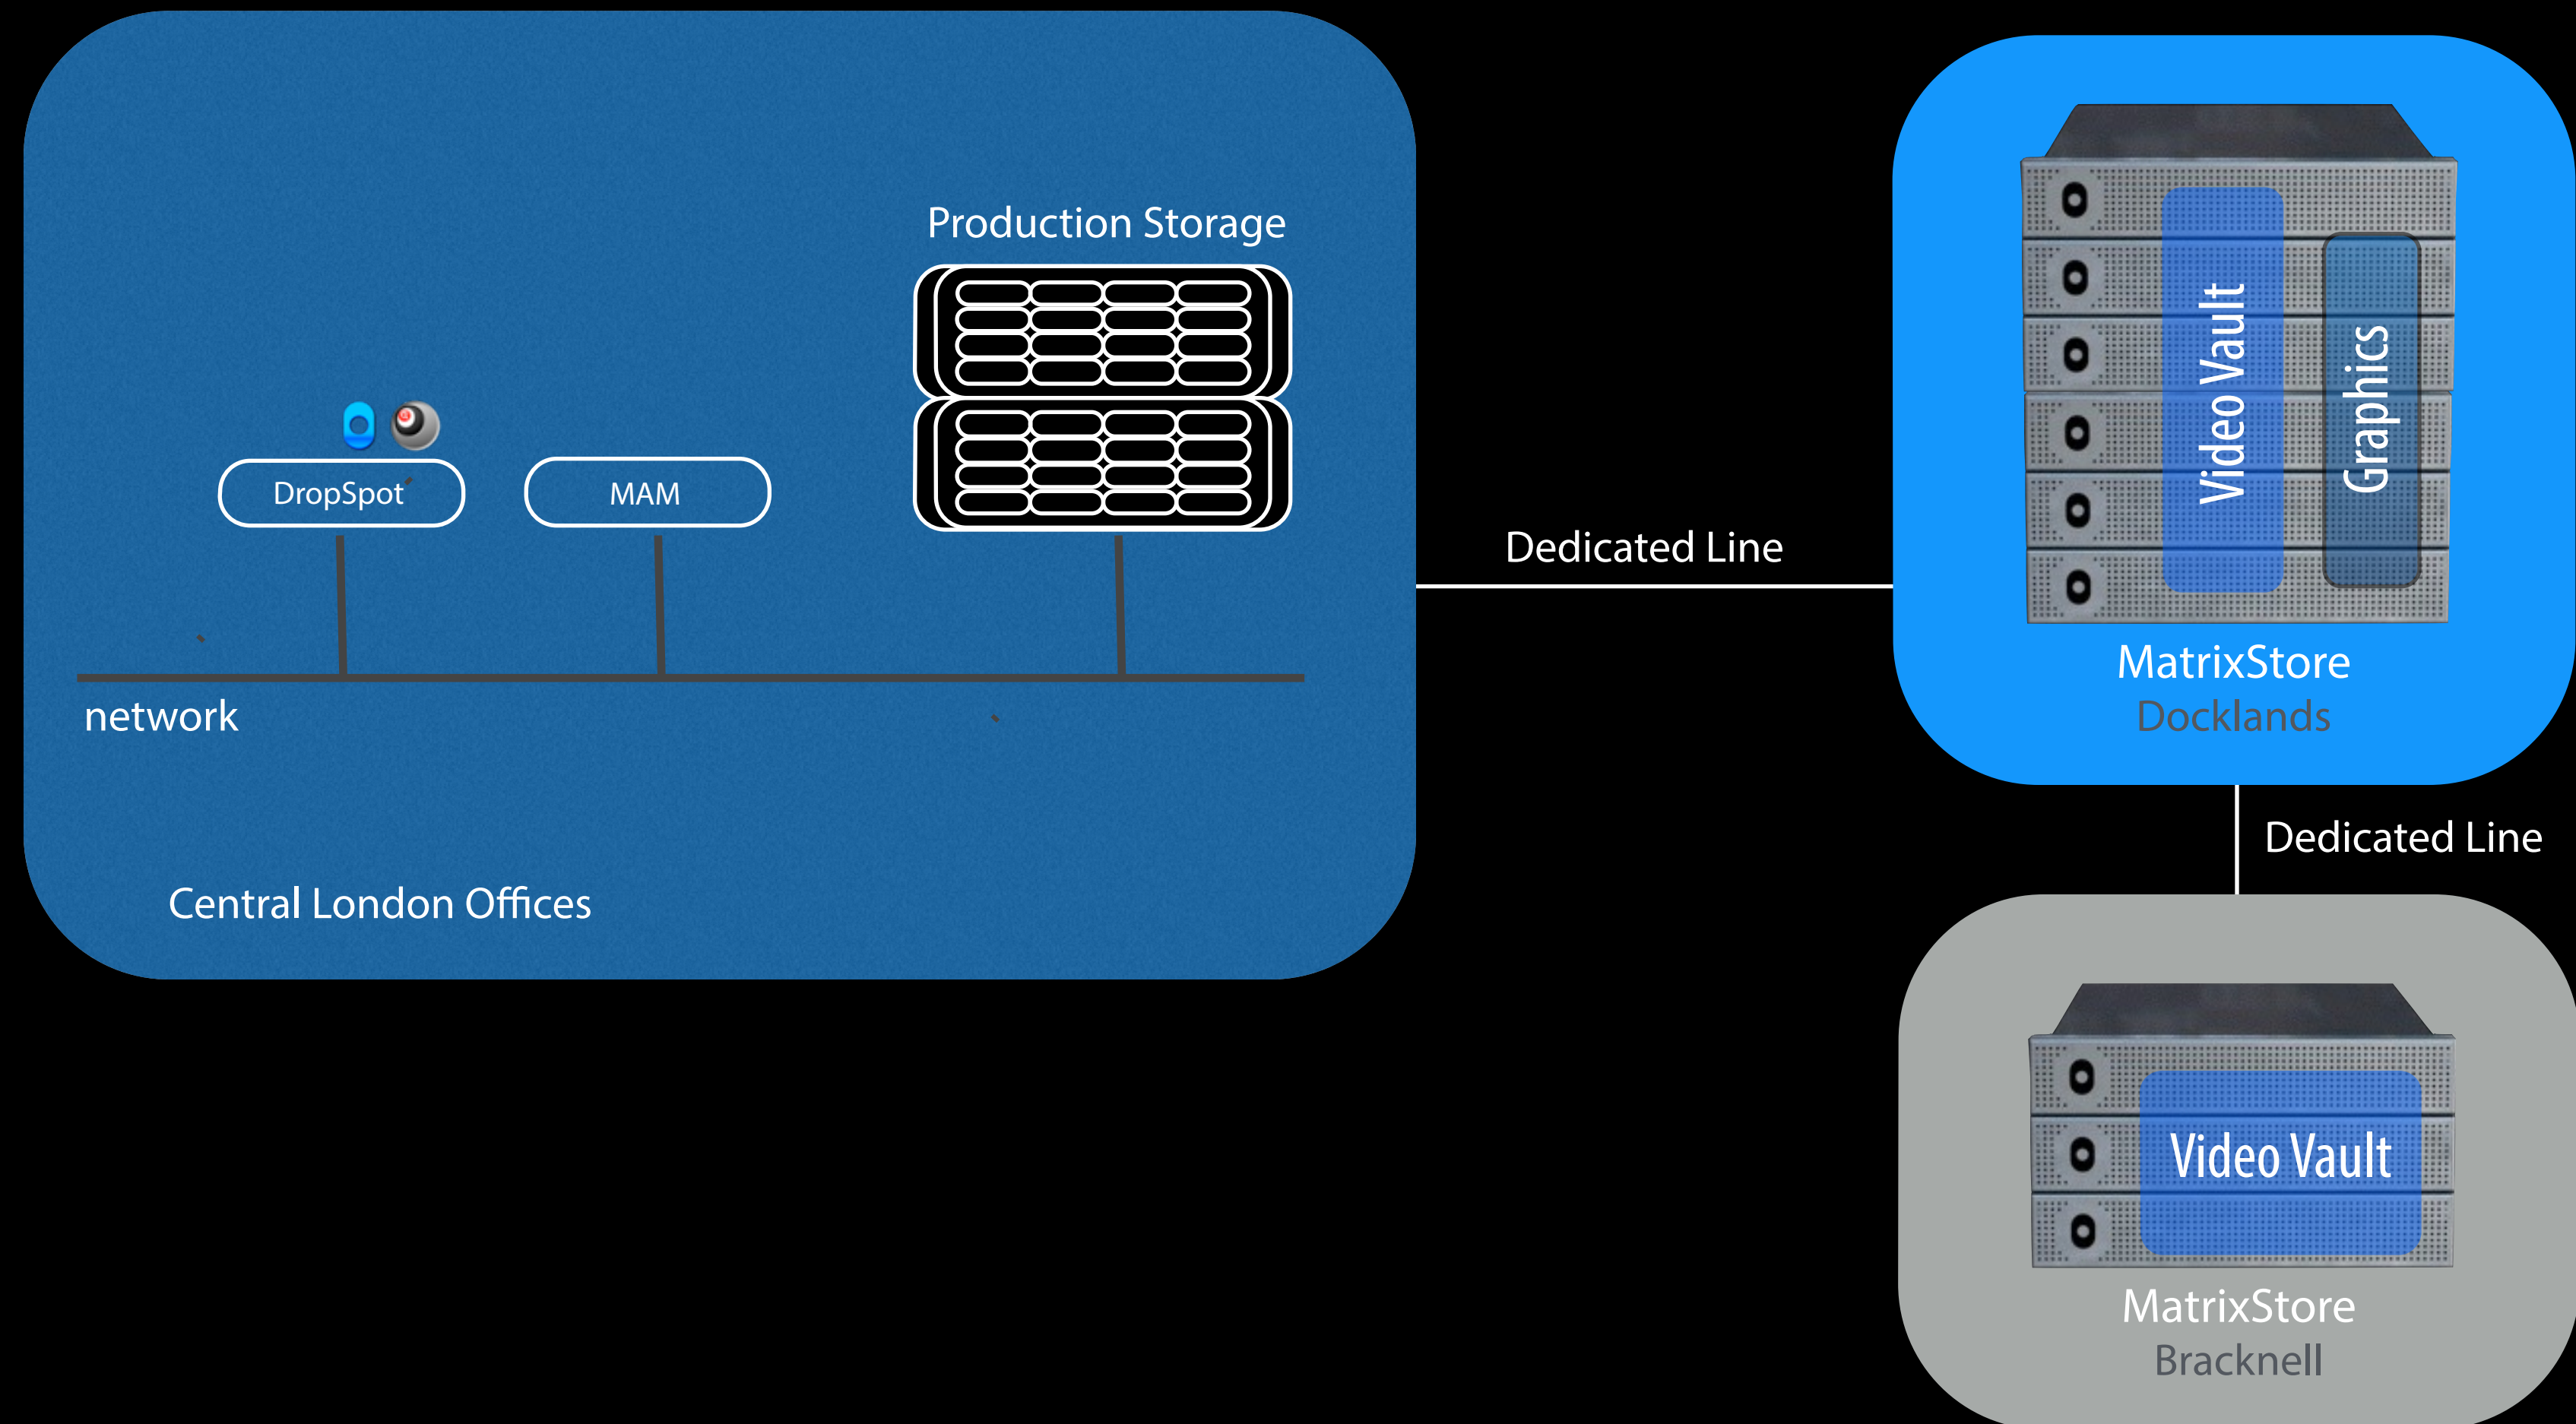 Production Storage
DropSpot
MAM
network
Central London Offices
Dedicated Line
Video Vault
Graphics
MatrixStore
Docklands
Dedicated Line
Video Vault
MatrixStore
Bracknell